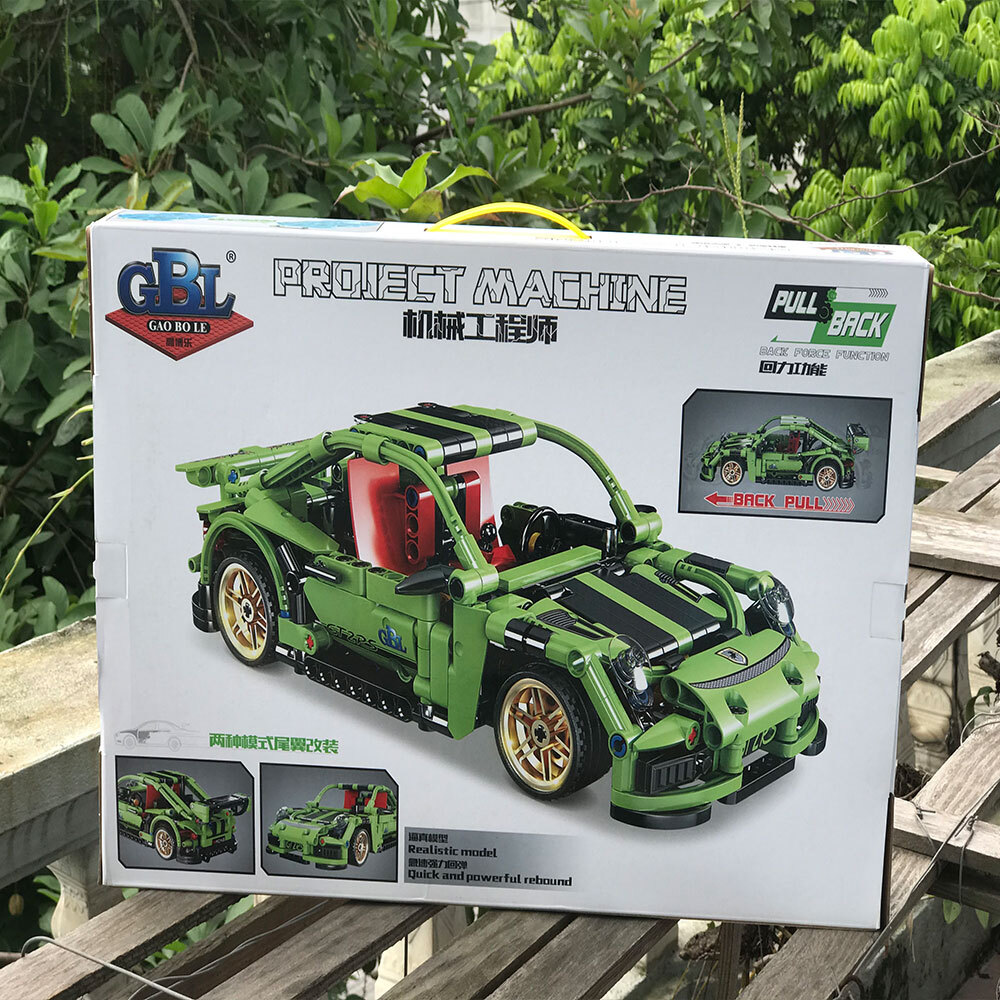 GBL®
GAO BO LE
高博乐
PROJECT MACHINE
机械工程师
PULL BACK
BACK FORCE FUNCTION
回力功能
BACK PULL
GBL
两种模式尾翼改装
逼真模型
Realistic model
急速强力回弹
Quick and powerful rebound